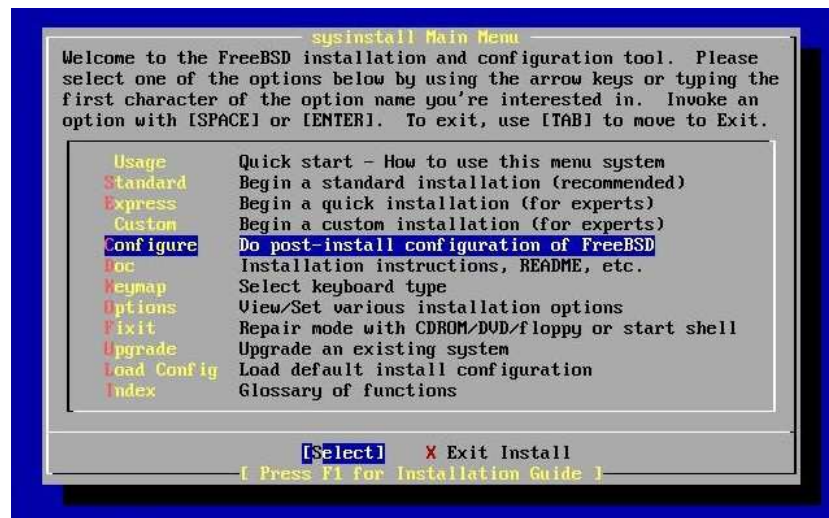 sysinstall Main Menu
Welcome to the FreeBSD installation and configuration tool.  Please
select one of the options below by using the arrow keys or typing the
first character of the option name you're interested in.  Invoke an
option with [SPACE] or [ENTER].  To exit, use [TAB] to move to Exit.
Usage Quick start - How to use this menu system
Standard Begin a standard installation (recommended)
Express Begin a quick installation (for experts)
Custom Begin a custom installation (for experts)
Configure Do post-install configuration of FreeBSD
Doc Installation instructions, README, etc.
Keymap Select keyboard type
Options View/Set various installation options
Fixit Repair mode with CDROM/DVD/floppy or start shell
Upgrade Upgrade an existing system
Load Config Load default install configuration
Index Glossary of functions
[Select] X Exit Install
[ Press F1 for Installation Guide ]